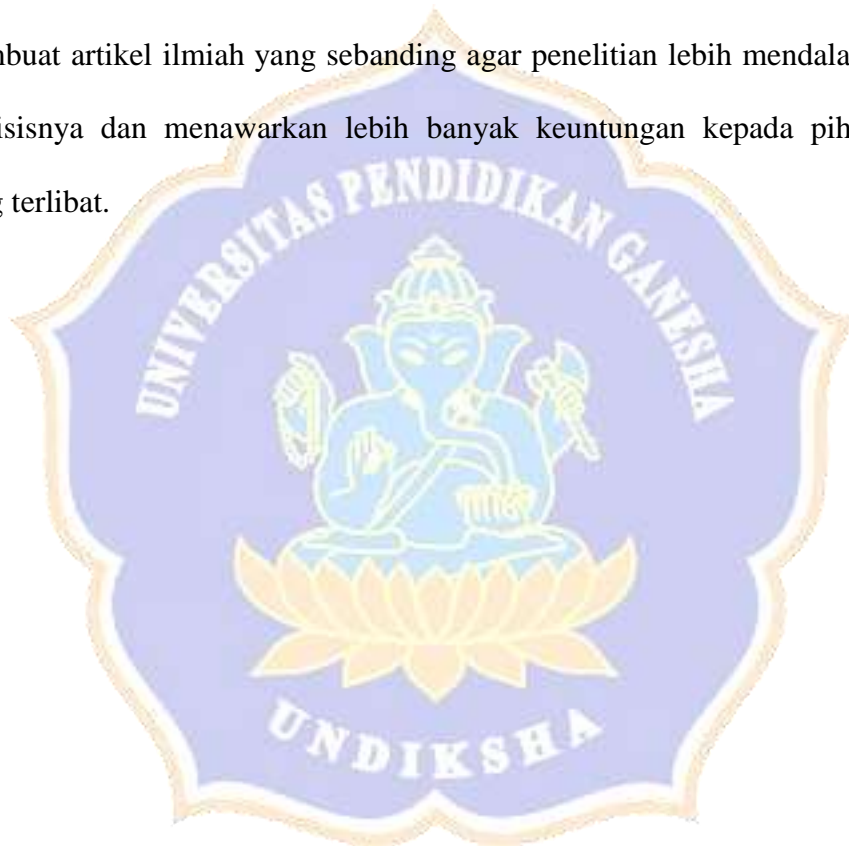 nbuat artikel ilmiah yang sebanding agar penelitian lebih mendala
isisnya dan menawarkan lebih banyak keuntungan kepada pih
g terlibat.
UNIVERSITAS PENDIDIKAN GANESHA
UNDIKSHA